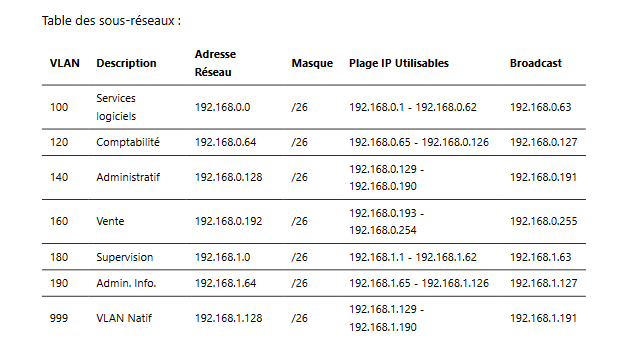 Table des sous-réseaux :
VLAN Description Adresse Réseau Masque Plage IP Utilisables Broadcast
100 Services logiciels 192.168.0.0 /26 192.168.0.1 - 192.168.0.62 192.168.0.63
120 Comptabilité 192.168.0.64 /26 192.168.0.65 - 192.168.0.126 192.168.0.127
140 Administratif 192.168.0.128 /26 192.168.0.129 - 192.168.0.190 192.168.0.191
160 Vente 192.168.0.192 /26 192.168.0.193 - 192.168.0.254 192.168.0.255
180 Supervision 192.168.1.0 /26 192.168.1.1 - 192.168.1.62 192.168.1.63
190 Admin. Info. 192.168.1.64 /26 192.168.1.65 - 192.168.1.126 192.168.1.127
999 VLAN Natif 192.168.1.128 /26 192.168.1.129 - 192.168.1.190 192.168.1.191